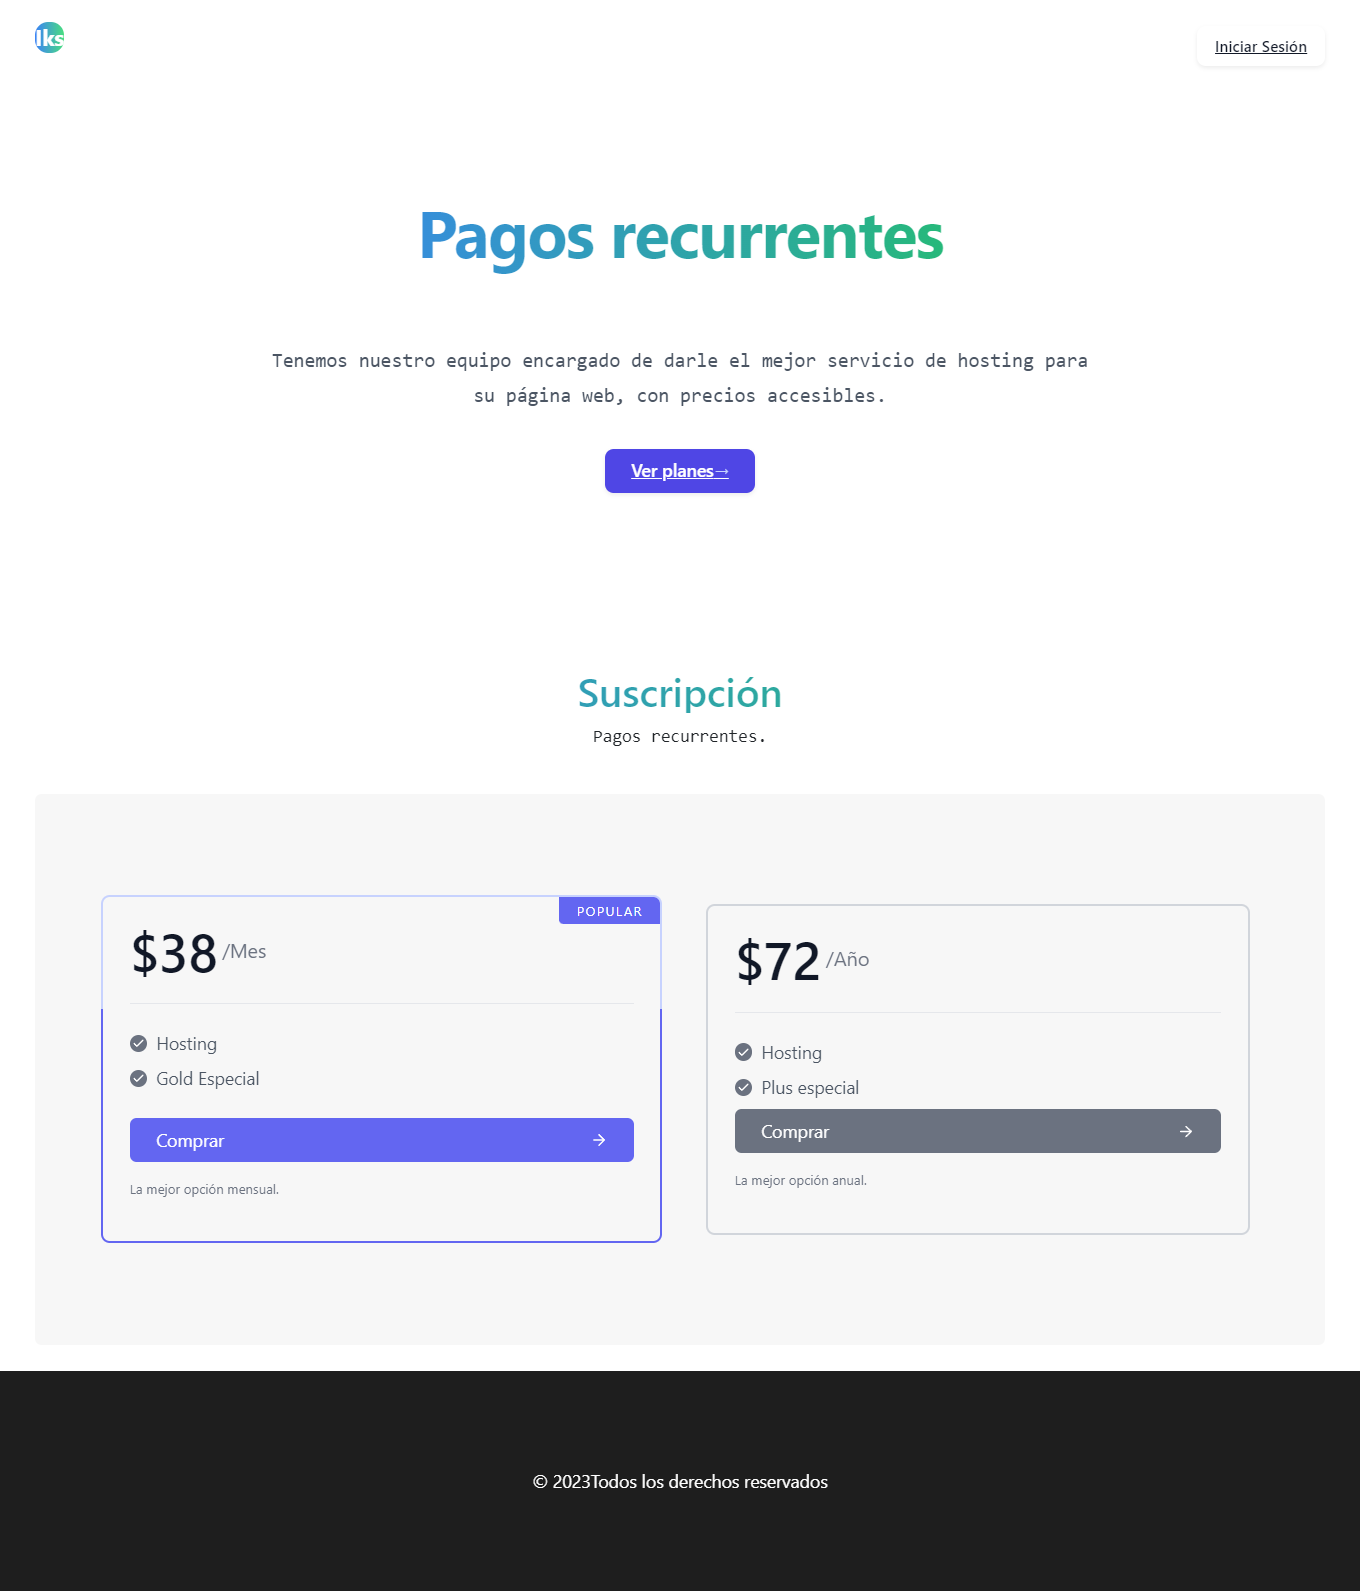 lks
Iniciar Sesión
Pagos recurrentes
Tenemos nuestro equipo encargado de darle el mejor servicio de hosting para
su página web, con precios accesibles.
Ver planes→
Suscripción
Pagos recurrentes.
POPULAR
$38 /Mes
Hosting
Gold Especial
Comprar →
La mejor opción mensual.
$72 /Año
Hosting
Plus especial
Comprar →
La mejor opción anual.
© 2023Todos los derechos reservados